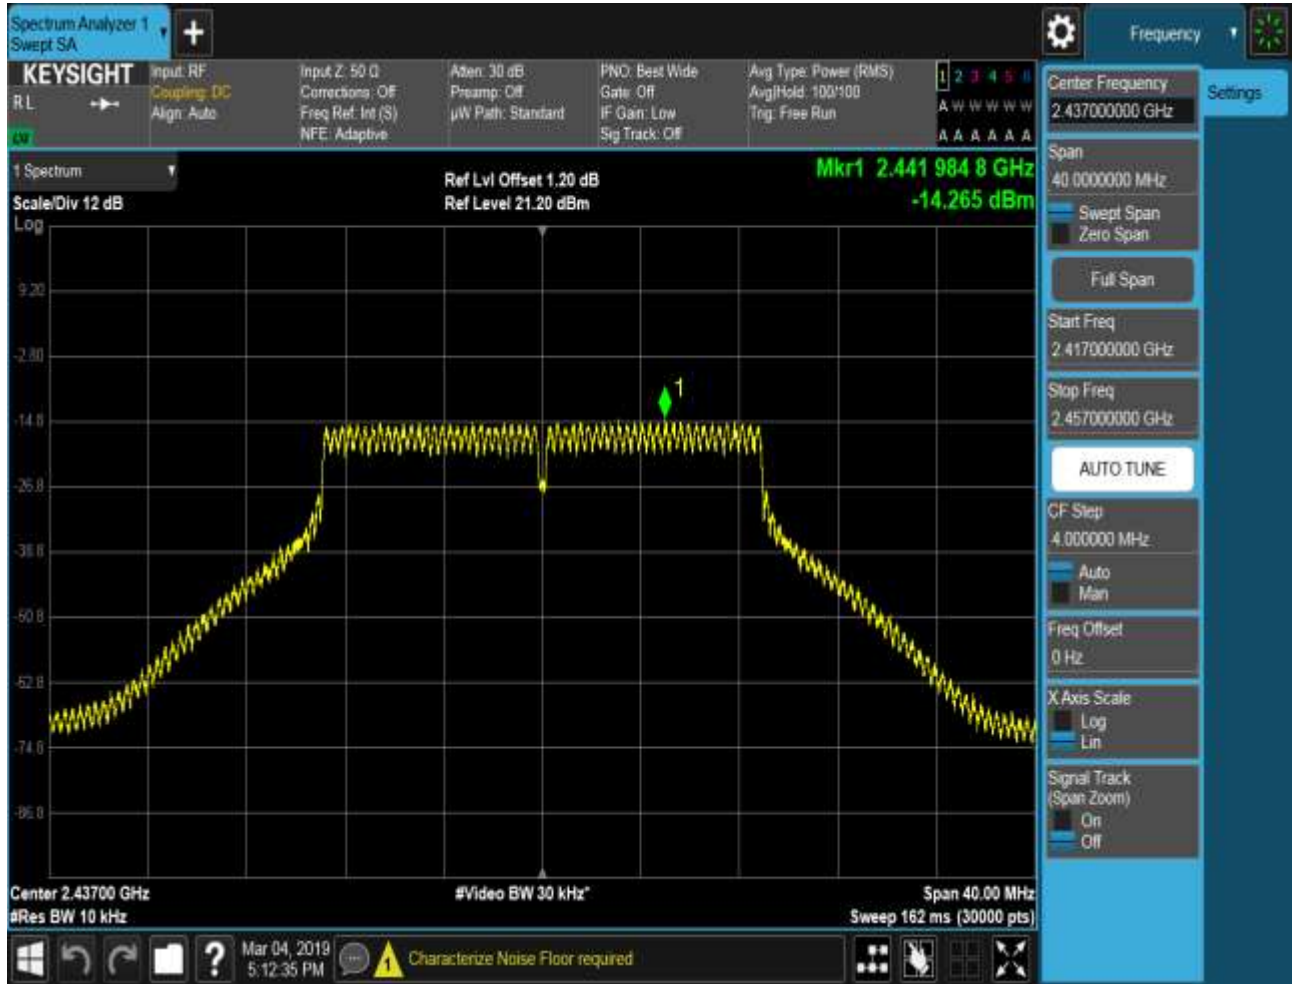 Spectrum Analyzer 1
Swept SA
+
Frequency
KEYSIGHT
R L
Input: RF
Coupling: DC
Align: Auto
Input Z: 50 Ω
Corrections: Off
Freq Ref: Int (S)
NFE: Adaptive
Atten: 30 dB
Preamp: Off
µW Path: Standard
PNO: Best Wide
Gate: Off
IF Gain: Low
Sig Track: Off
Avg Type: Power (RMS)
Avg|Hold: 100/100
Trig: Free Run
1 2 3 4 5 6
A W W W W W
A A A A A A
Center Frequency
2.437000000 GHz
Settings
Span
40.0000000 MHz
Swept Span
Zero Span
Full Span
Start Freq
2.417000000 GHz
Stop Freq
2.457000000 GHz
AUTO TUNE
CF Step
4.000000 MHz
Auto
Man
Freq Offset
0 Hz
X Axis Scale
Log
Lin
Signal Track
(Span Zoom)
On
Off
1 Spectrum
Scale/Div 12 dB
Log
Ref Lvl Offset 1.20 dB
Ref Level 21.20 dBm
Mkr1 2.441 984 8 GHz
-14.265 dBm
9.20
-2.80
-14.8
-26.8
-38.8
-50.8
-62.8
-74.8
-86.8
1
Center 2.43700 GHz
#Res BW 10 kHz
#Video BW 30 kHz*
Span 40.00 MHz
Sweep 162 ms (30000 pts)
?
Mar 04, 2019
5:12:35 PM
1
Characterize Noise Floor required